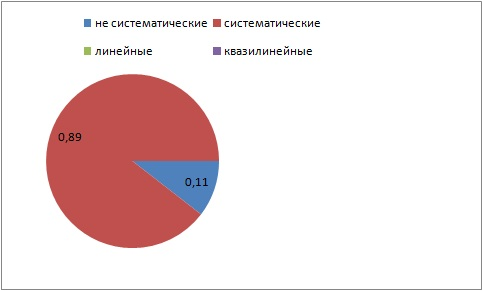 не систематические систематические
линейные квазилинейные
0,89
0,11